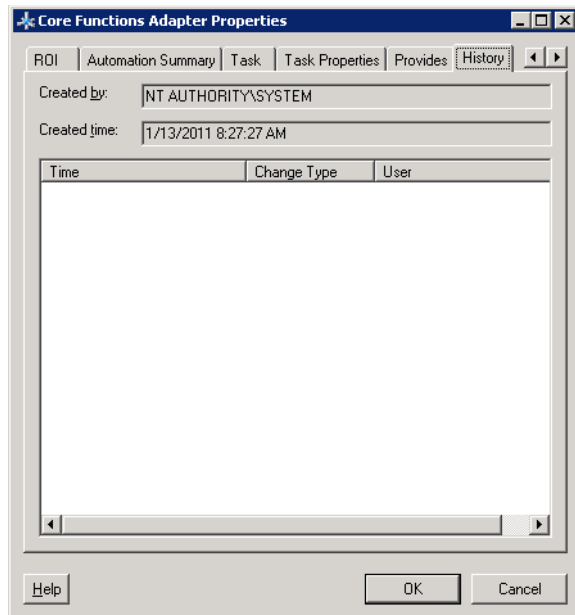 Core Functions Adapter Properties
ROI Automation Summary Task Task Properties Provides History
Created by: NT AUTHORITY\SYSTEM
Created time: 1/13/2011 8:27:27 AM
Time Change Type User
Help OK Cancel